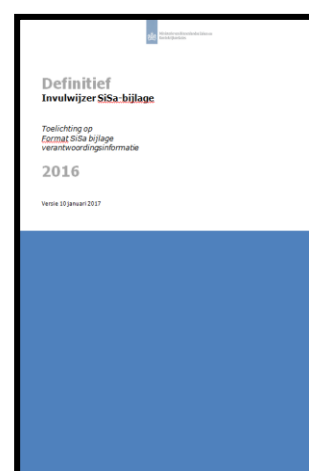 Definitief
Invulwijzer SiSa-bijlage
Toelichting op
Format SiSa bijlage
verantwoordingsinformatie
2016
Versie 10 januari 2017